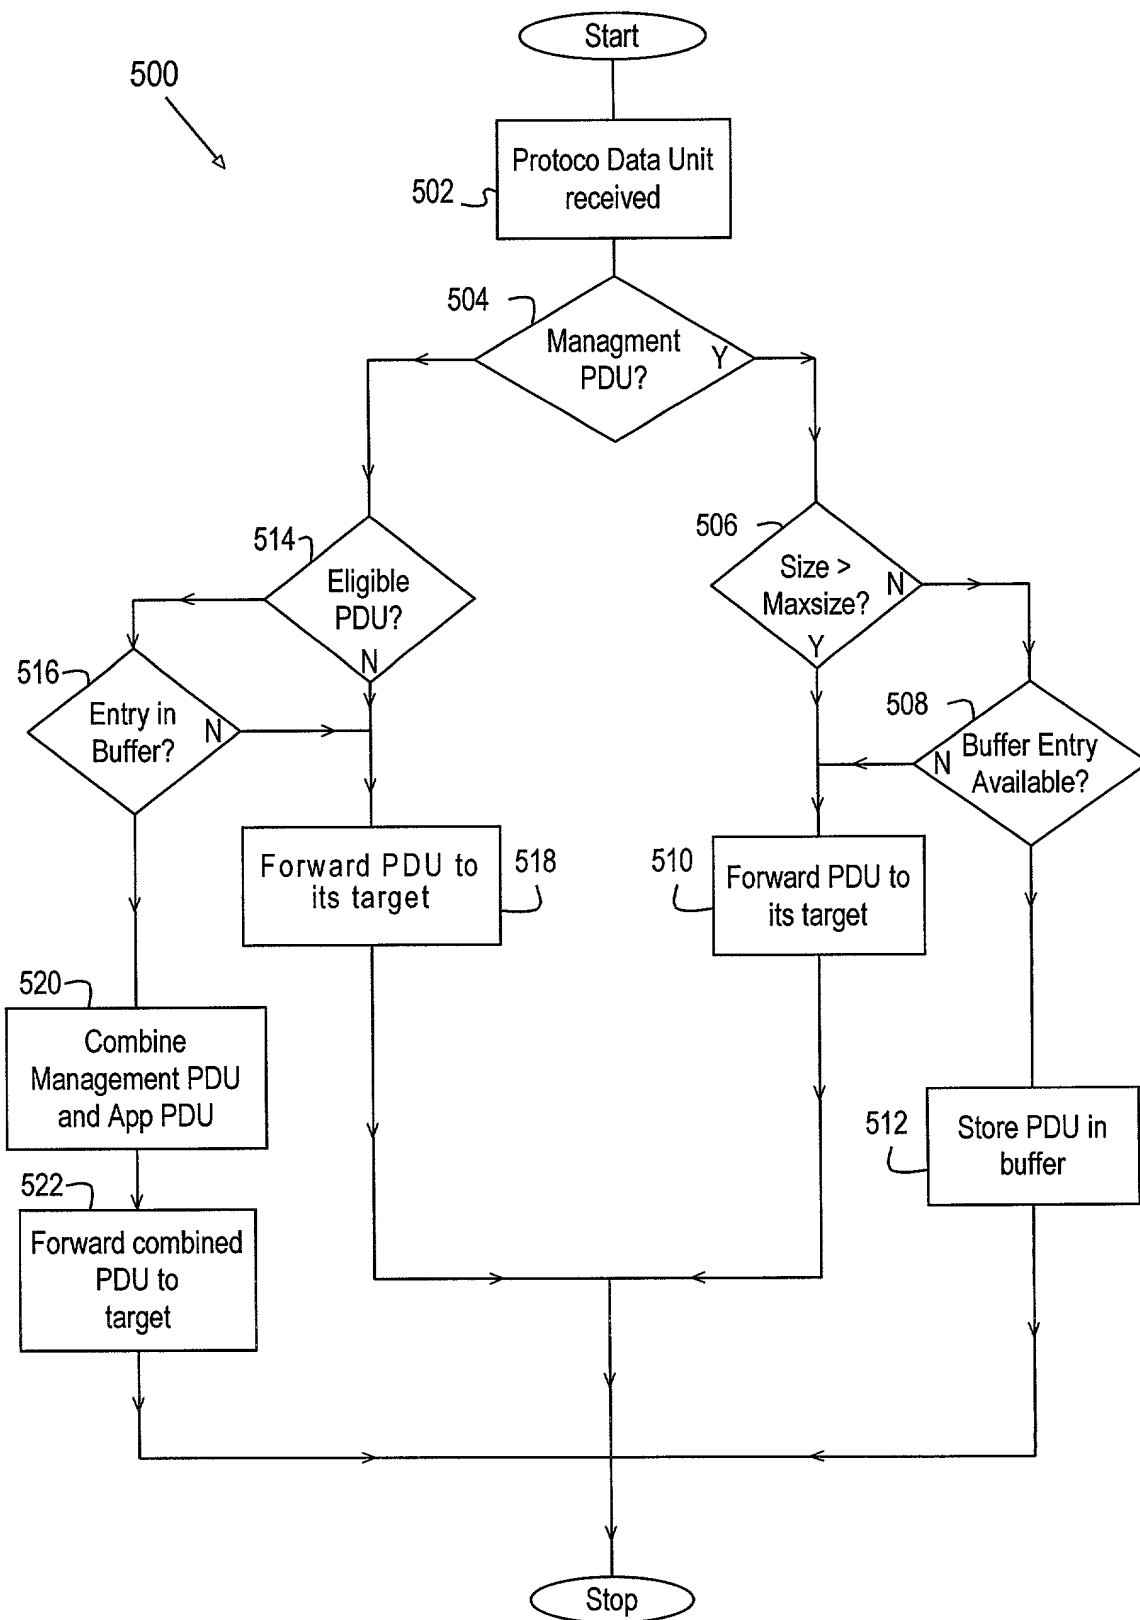 Start
500
Protoco Data Unit
received
502
504
Managment
PDU?
Y
514
Eligible
PDU?
N
506
Size >
Maxsize?
N
Y
516
Entry in
Buffer?
N
508
Buffer Entry
Available?
N
Forward PDU to
its target
518
510
Forward PDU to
its target
520
Combine
Management PDU
and App PDU
512
Store PDU in
buffer
522
Forward combined
PDU to
target
Stop